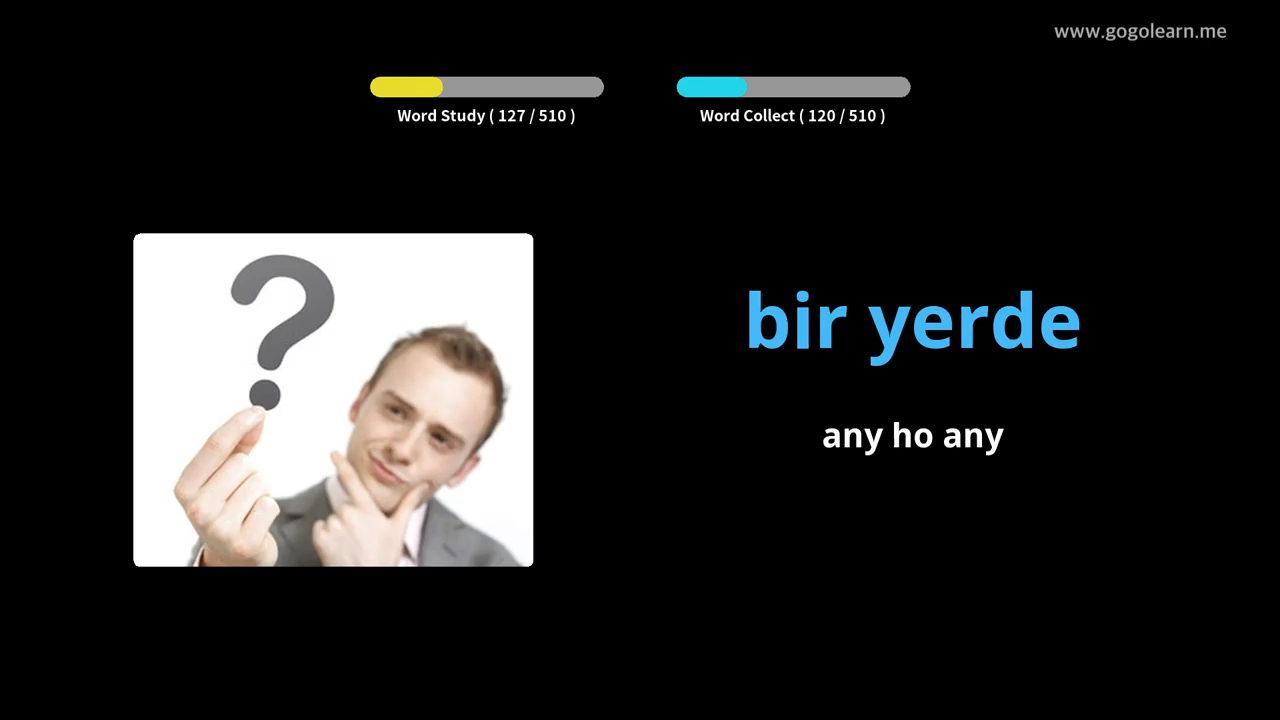 www.gogolearn.me
Word Study ( 127 / 510 )
Word Collect ( 120 / 510 )
bir yerde
any ho any